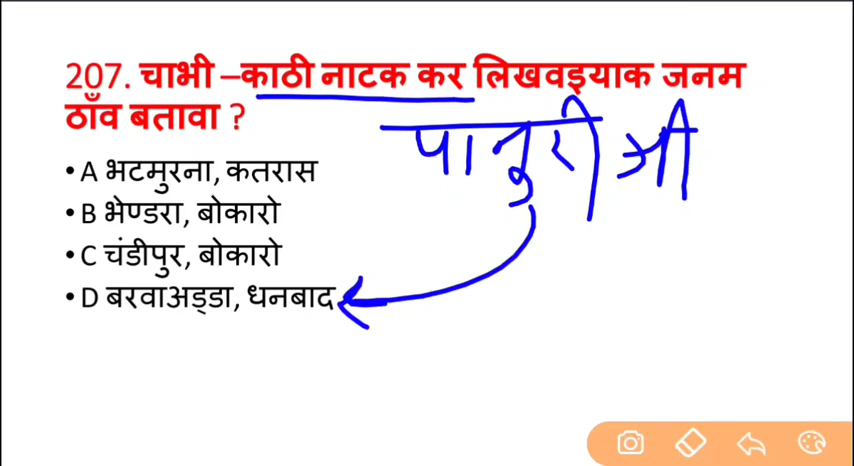 207. चाभी –काठी नाटक कर लिखवइयाक जनम
ठाँव बतावा ?
पानुरी जी
• A भटमुरना, कतरास
• B भेण्डरा, बोकारो
• C चंडीपुर, बोकारो
• D बरवाअड्डा, धनबाद